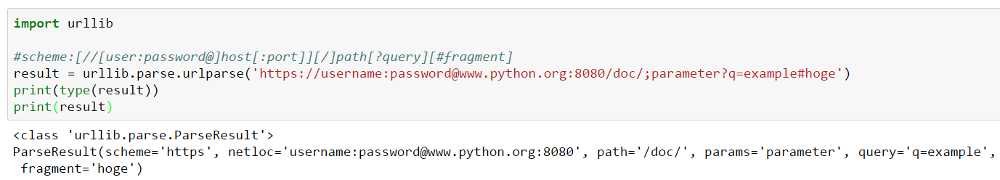 import urllib
#scheme:[//[user:password@]host[:port]][/]path[?query][#fragment]
result = urllib.parse.urlparse('https://username:password@www.python.org:8080/doc/;parameter?q=example#hoge')
print(type(result))
print(result)
<class 'urllib.parse.ParseResult'>
ParseResult(scheme='https', netloc='username:password@www.python.org:8080', path='/doc/', params='parameter', query='q=example',
 fragment='hoge')